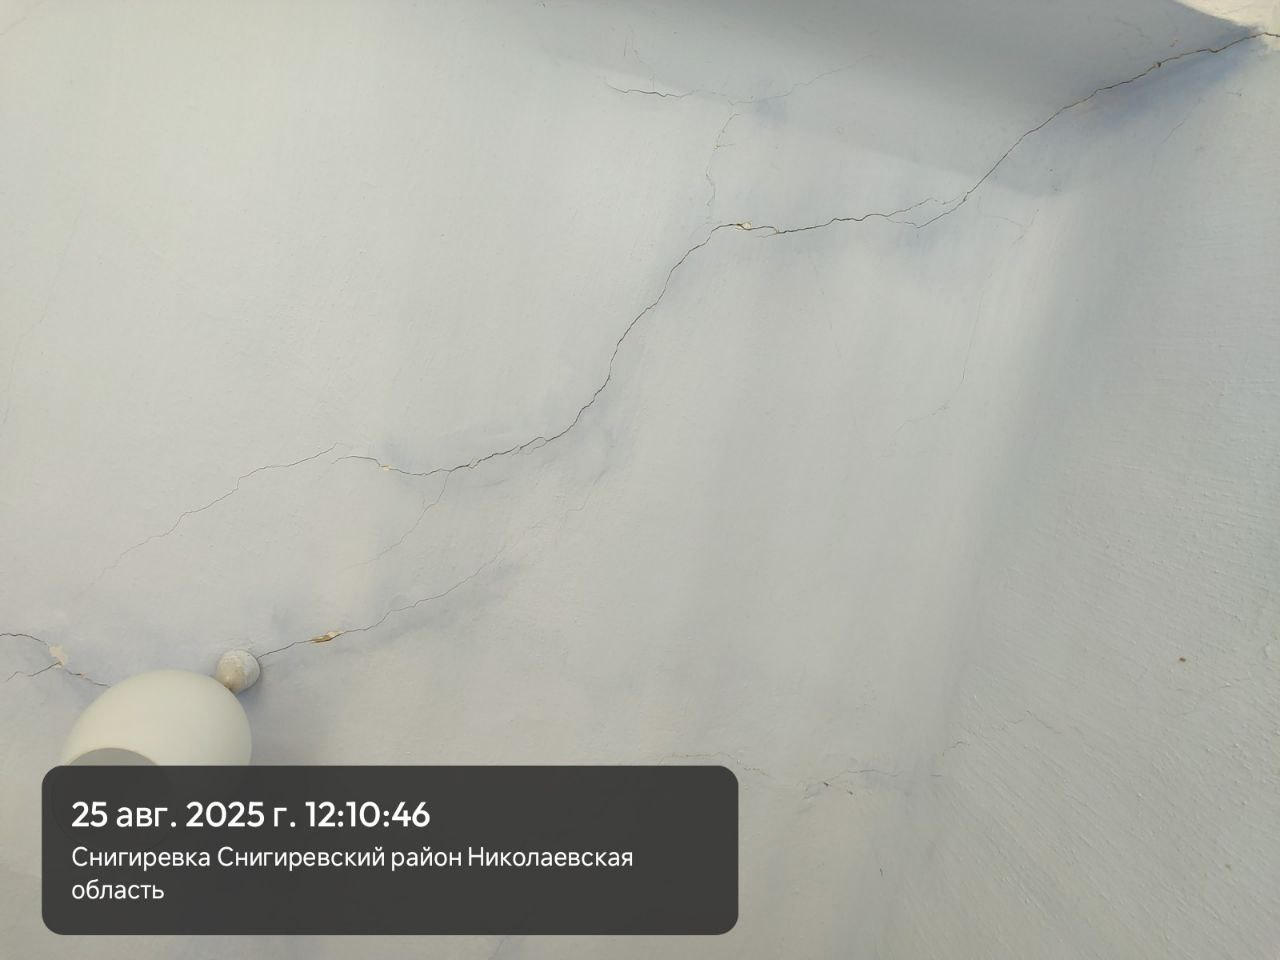 25 авг. 2025 г. 12:10:46
Снигиревка Снигиревский район Николаевская
область